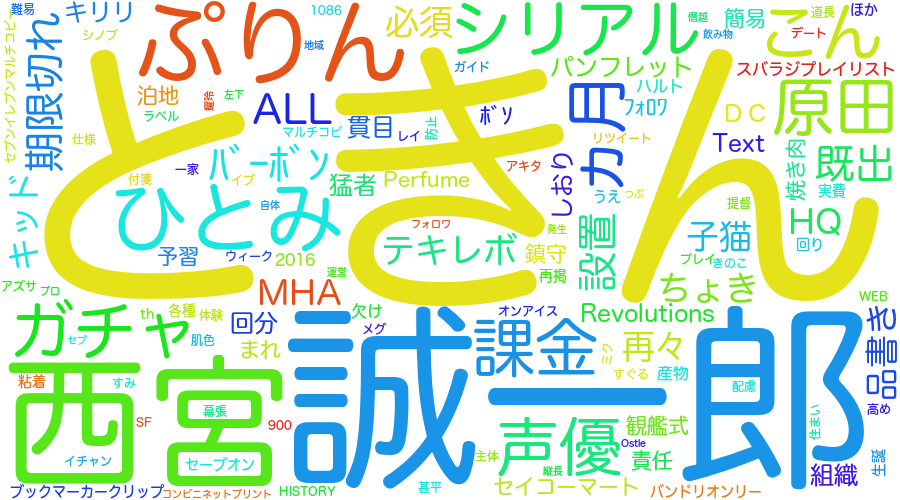 難易
キリリ
ぷりん
1086
必須
シリアル
僭越
簡易
道長
ほか
こん
シノブ
地域
飲み物
デート
セブンイレブンマルチコピ
期限切れ
ガイド
パンフレット
スバラジプレイリスト
泊地
左下
ALL
ボソ
ハルト
フォロワ
カ月
DC
原田
ラベル
マルチコピ
貫目
レイ
防止
リツイート
Text
仕様
ときん
一家
バーボン
アキタ
しおり
焼き肉
既出
付箋
イブ
猛者
Perfume
うえ
つぶ
実費
キッド
ひとみ
自体
フォロワ
発生
設置
提督
HQ
予習
ウィーク
2016
テキレボ
鎮守
子猫
回り
運営
再掲
プレイ
きのこ
アズサ
プロ
MHA
ちょき
WEB
ガチャ
th
各種
体験
回分
欠け
メグ
オンアイス
Revolutions
品書き
セブ
肌色
まれ
誠一郎
課金
ミク
再々
粘着
すみ
西宮
すぐる
産物
配慮
高め
SF
幕張
900
声優
観艦式
住まい
イチャン
セーブオン
主体
縦長
Ostle
責任
組織
生誕
ブックマーカークリップ
コンビニネットプリント
HISTORY
甚平
セイコーマート
バンドリオンリー